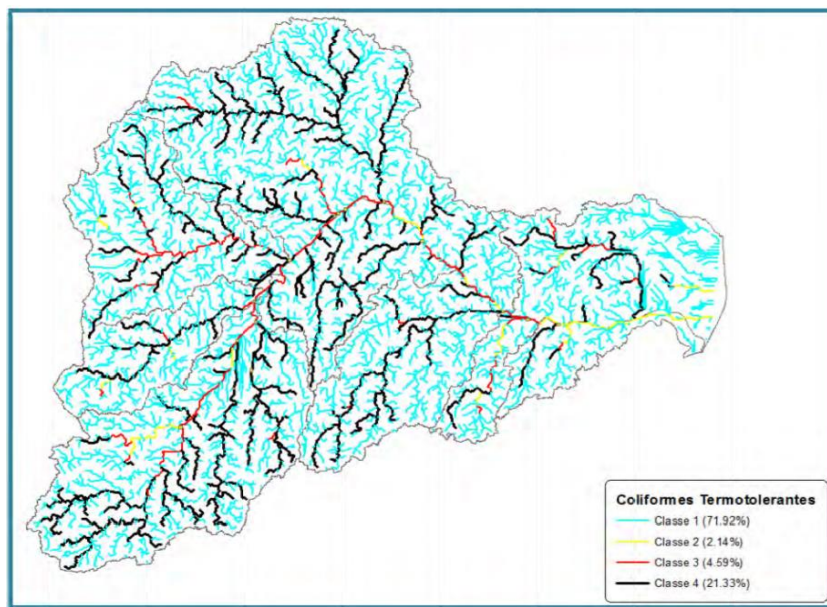 Coliformes Termotolerantes
Classe 1 (71.92%)
Classe 2 (2.14%)
Classe 3 (4.59%)
Classe 4 (21.33%)